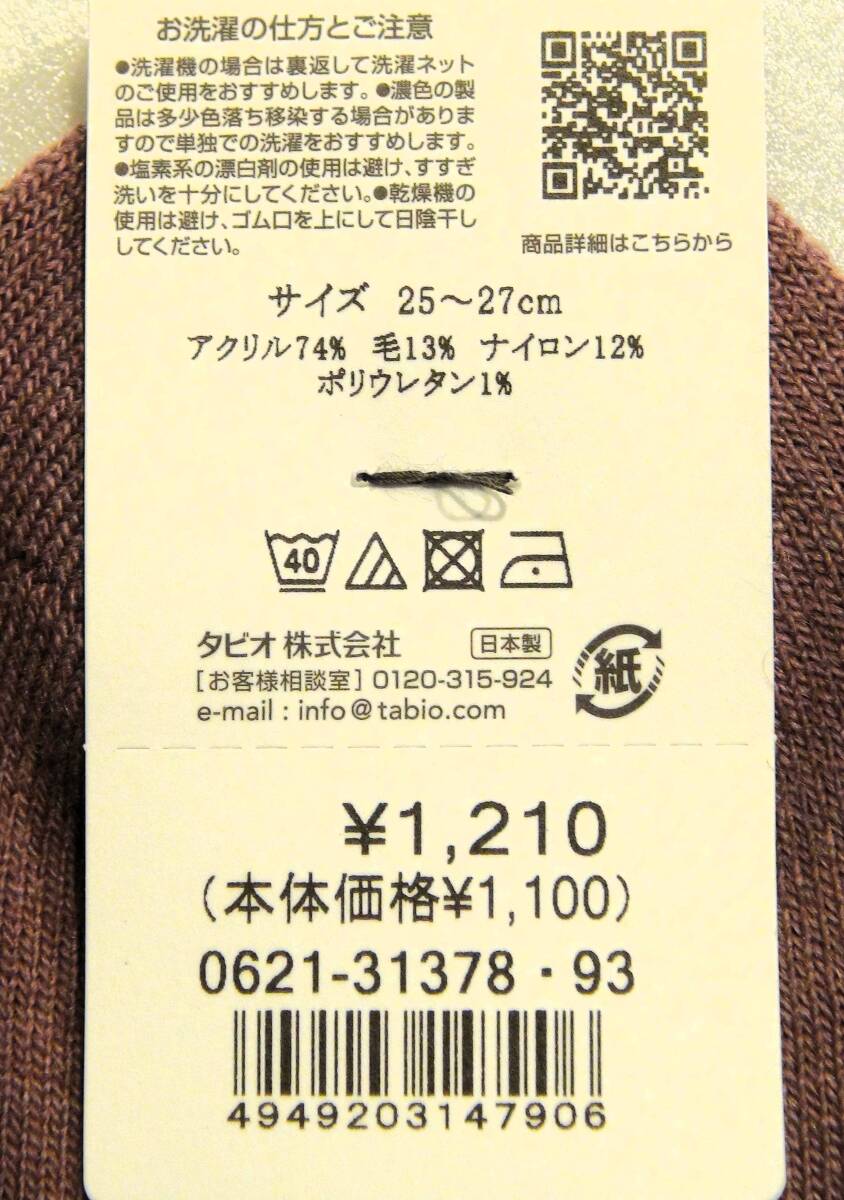 お洗濯の仕方とご注意
●洗濯機の場合は裏返して洗濯ネット
のご使用をおすすめします。●濃色の製
品は多少色落ち移染する場合がありま
すので単独での洗濯をおすすめします。
●塩素系の漂白剤の使用は避け、すすぎ
洗いを十分にしてください。●乾燥機の
使用は避け、ゴム口を上にして日陰干し
してください。
商品詳細はこちらから
サイズ 25～27cm
アクリル74% 毛13% ナイロン12%
ポリウレタン1%
40
タビオ株式会社 日本製
[お客様相談室] 0120-315-924
e-mail : info@tabio.com
紙
¥1,210
(本体価格¥1,100)
0621-31378・93
4949203147906